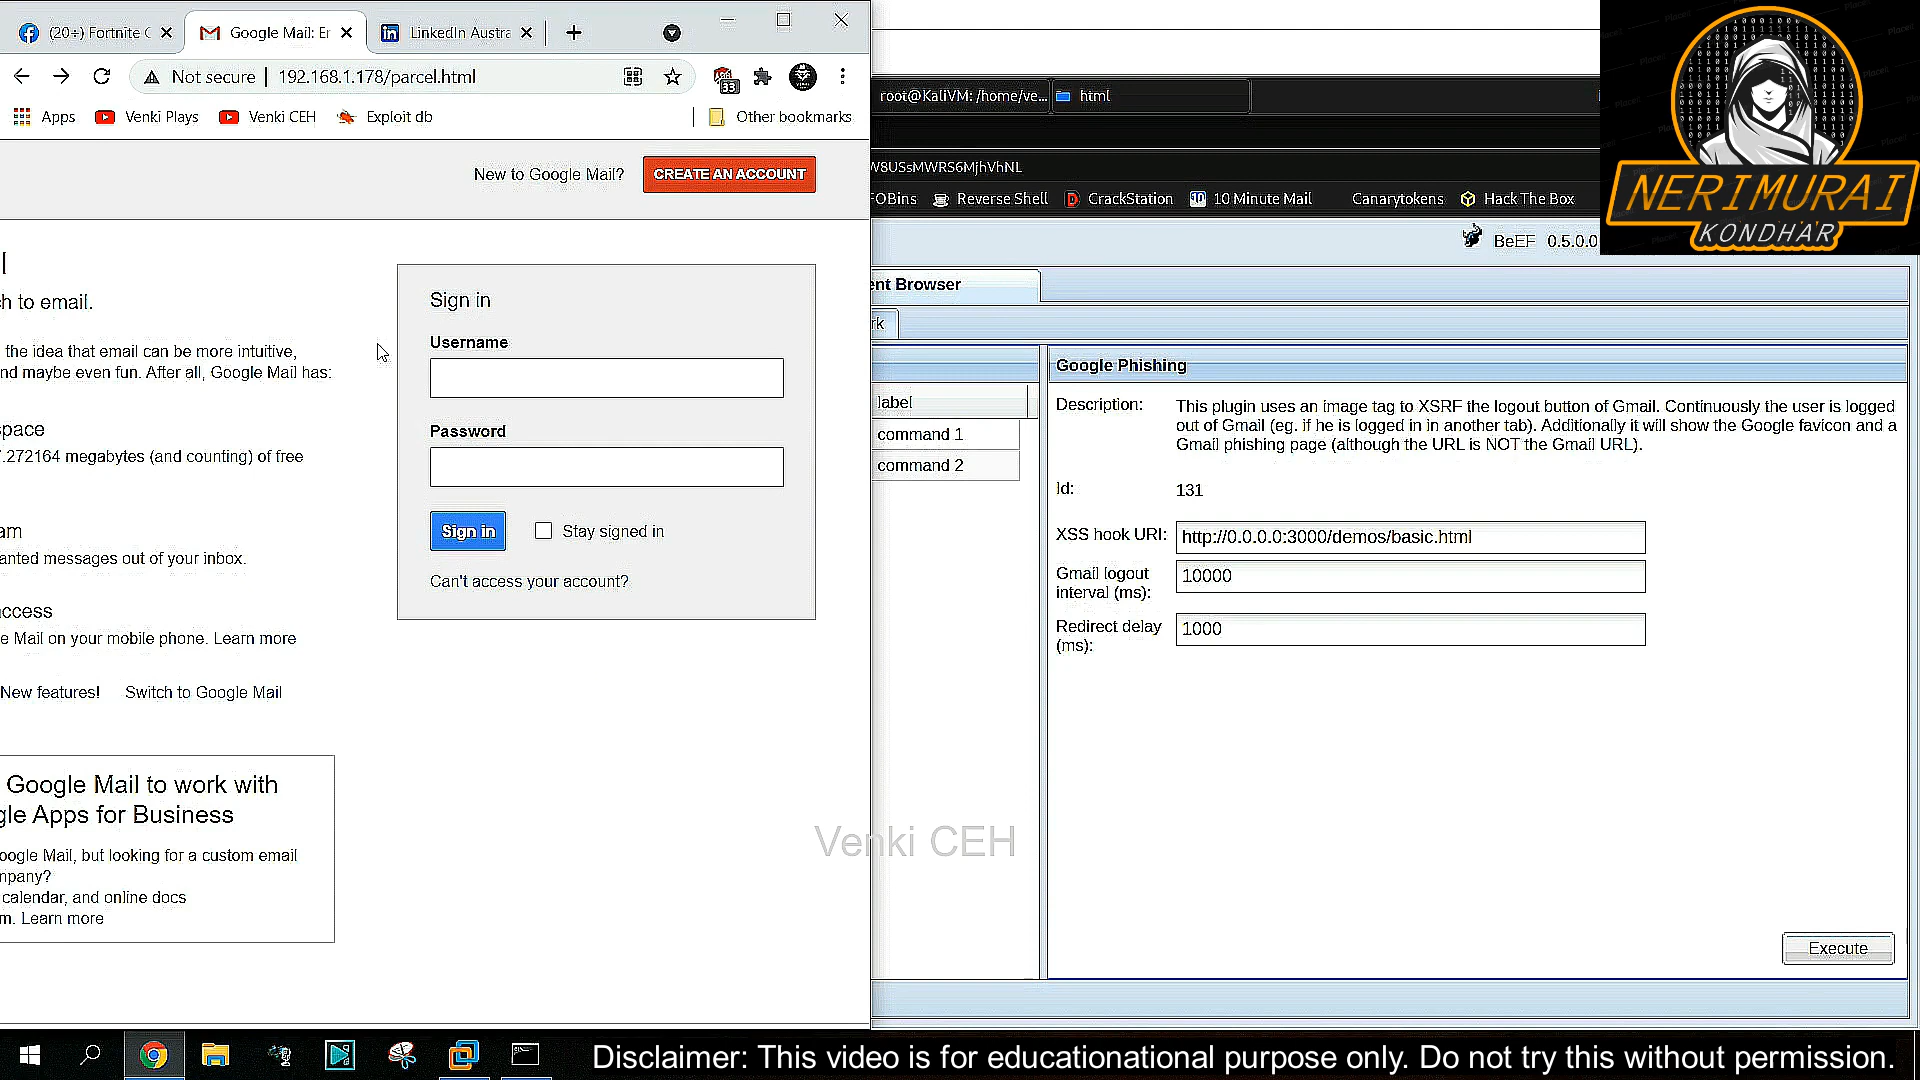 (20+) Fortnite C
Google Mail: Er
LinkedIn Austra
Not secure
192.168.1.178/parcel.html
33
Apps
Venki Plays
Venki CEH
Exploit db
Other bookmarks
New to Google Mail?
CREATE AN ACCOUNT
ch to email.
the idea that email can be more intuitive,
nd maybe even fun. After all, Google Mail has:
space
7.272164 megabytes (and counting) of free
am
anted messages out of your inbox.
access
e Mail on your mobile phone. Learn more
New features! Switch to Google Mail
Google Mail to work with
gle Apps for Business
oogle Mail, but looking for a custom email
mpany?
calendar, and online docs
m. Learn more
Sign in
Username
Password
Sign in
Stay signed in
Can't access your account?
root@KaliVM: /home/ve...
html
W8USsMWRS6MjhVhNL
FOBins
Reverse Shell
CrackStation
10 Minute Mail
Canarytokens
Hack The Box
BeEF 0.5.0.0
ent Browser
rk
label
command 1
command 2
Google Phishing
Description:
This plugin uses an image tag to XSRF the logout button of Gmail. Continuously the user is logged
out of Gmail (eg. if he is logged in in another tab). Additionally it will show the Google favicon and a
Gmail phishing page (although the URL is NOT the Gmail URL).
Id:
131
XSS hook URI:
http://0.0.0.0:3000/demos/basic.html
Gmail logout
interval (ms):
10000
Redirect delay
(ms):
1000
Execute
NERIMURAI
KONDHAR
Venki CEH
Disclaimer: This video is for educationational purpose only. Do not try this without permission.